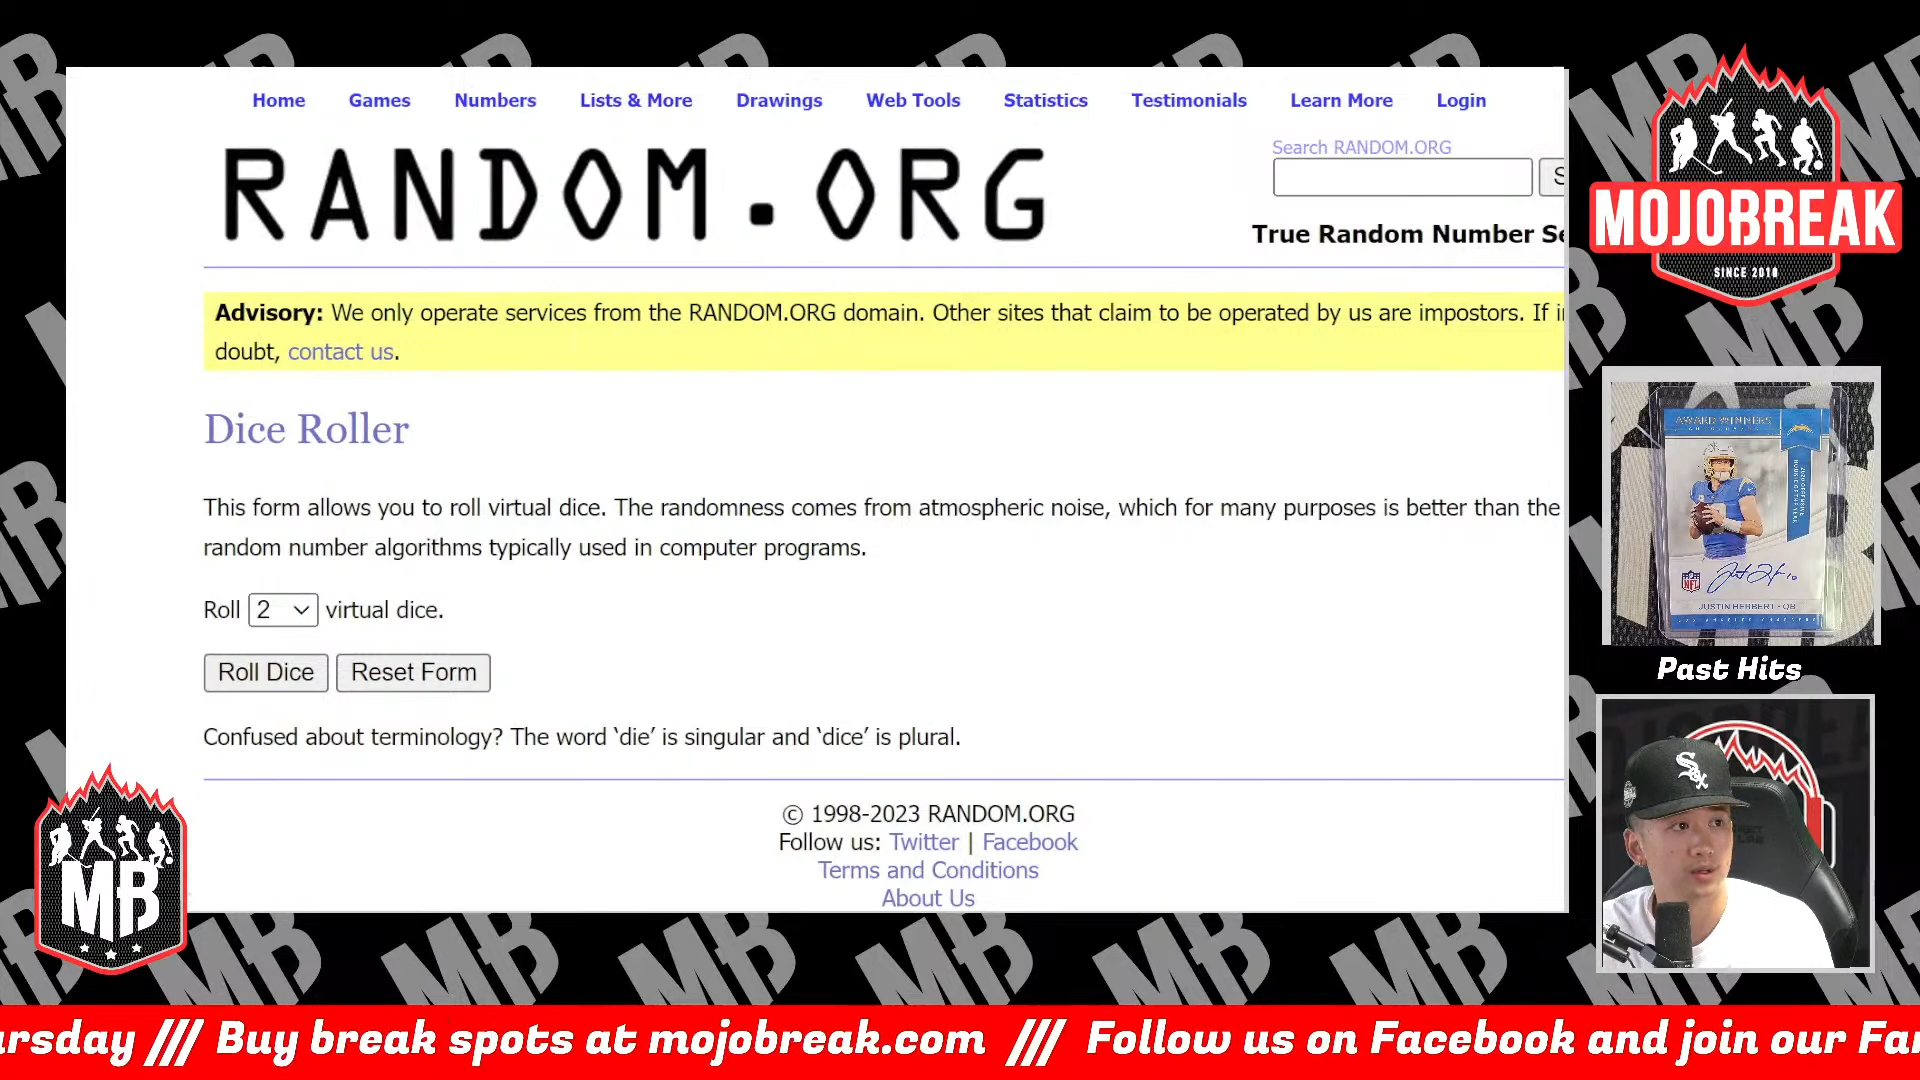 Home Games Numbers Lists & More Drawings Web Tools Statistics Testimonials Learn More Login
RANDOM.ORG
Search RANDOM.ORG
True Random Number
Advisory: We only operate services from the RANDOM.ORG domain. Other sites that claim to be operated by us are impostors. If
doubt, contact us.
Dice Roller
This form allows you to roll virtual dice. The randomness comes from atmospheric noise, which for many purposes is better than the
random number algorithms typically used in computer programs.
Roll 2 virtual dice.
Roll Dice Reset Form
Confused about terminology? The word ‘die’ is singular and ‘dice’ is plural.
© 1998-2023 RANDOM.ORG
Follow us: Twitter | Facebook
Terms and Conditions
About Us
MOJOBREAK
SINCE 2010
AWARD WINNERS
NFL
JUSTIN HERBERT • QB
LOS ANGELES CHARGERS
Past Hits
Sox
MB
/// Buy break spots at mojobreak.com /// Follow us on Facebook and join our